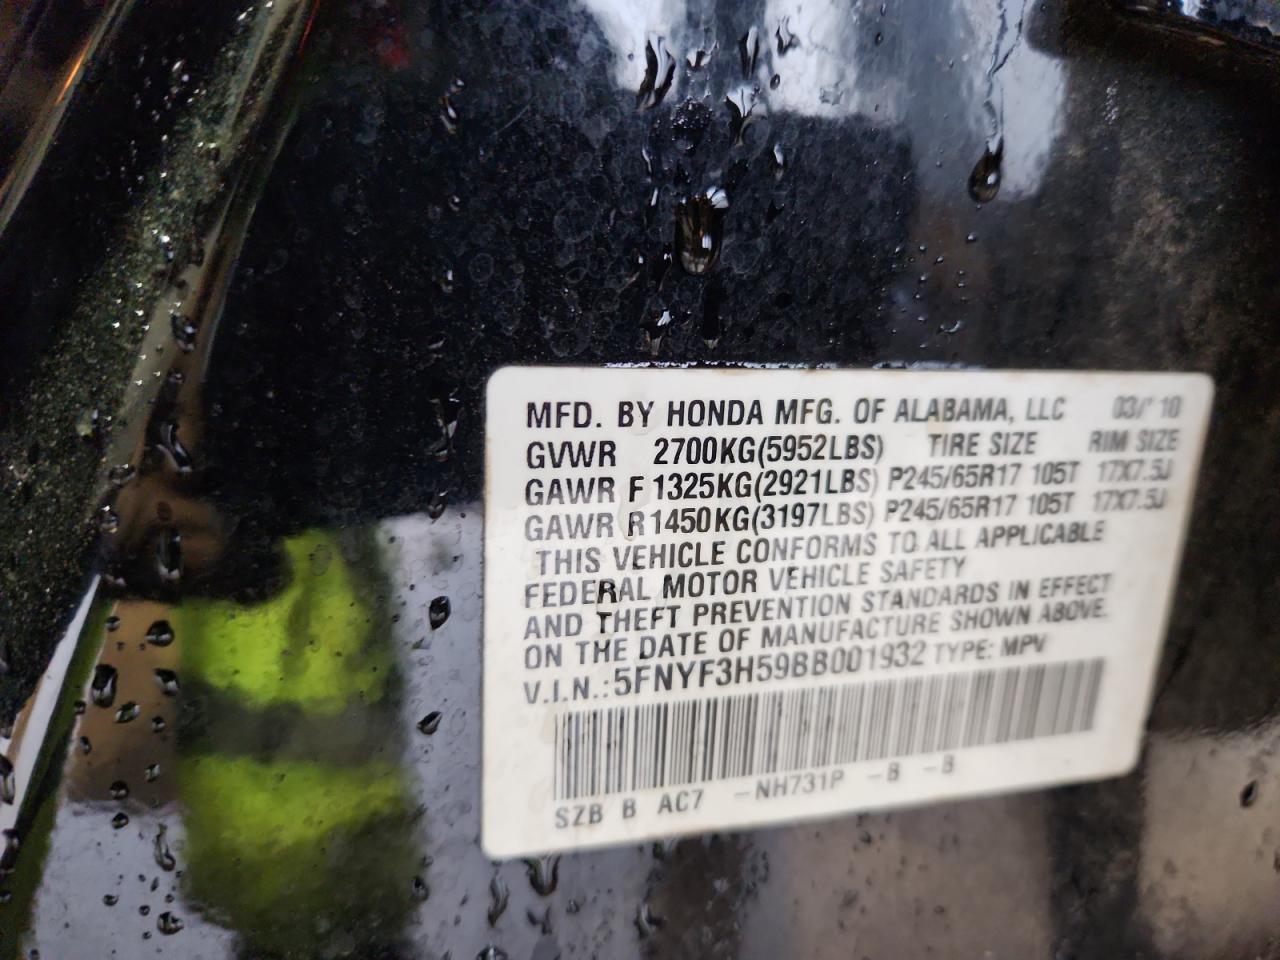 MFD. BY HONDA MFG. OF ALABAMA, LLC 03/'10
GVWR 2700KG(5952LBS) TIRE SIZE RIM SIZE
GAWR F 1325KG(2921LBS) P245/65R17 105T 17X7.5J
GAWR R 1450KG(3197LBS) P245/65R17 105T 17X7.5J
THIS VEHICLE CONFORMS TO ALL APPLICABLE
FEDERAL MOTOR VEHICLE SAFETY
AND THEFT PREVENTION STANDARDS IN EFFECT
ON THE DATE OF MANUFACTURE SHOWN ABOVE.
V.I.N.:5FNYF3H59BB001932 TYPE: MPV
SZB B AC7 -NH731P -B -B